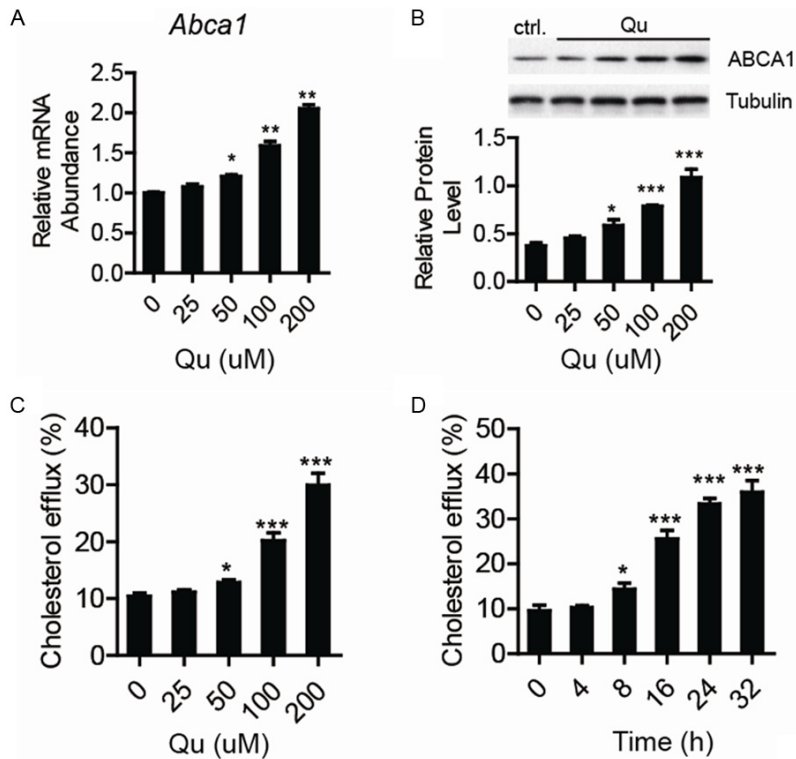 A
Abca1
Relative mRNA
Abundance
2.5
2.0
1.5
1.0
0.5
0.0
**
**
*
0 25 50 100 200
Qu (uM)
B
ctrl. Qu
ABCA1
Tubulin
Relative Protein
Level
1.5
1.0
0.5
0.0
***
***
*
0 25 50 100 200
Qu (uM)
C
Cholesterol efflux (%)
40
30
20
10
0
***
***
*
0 25 50 100 200
Qu (uM)
D
Cholesterol efflux (%)
50
40
30
20
10
0
***
***
***
*
0 4 8 16 24 32
Time (h)